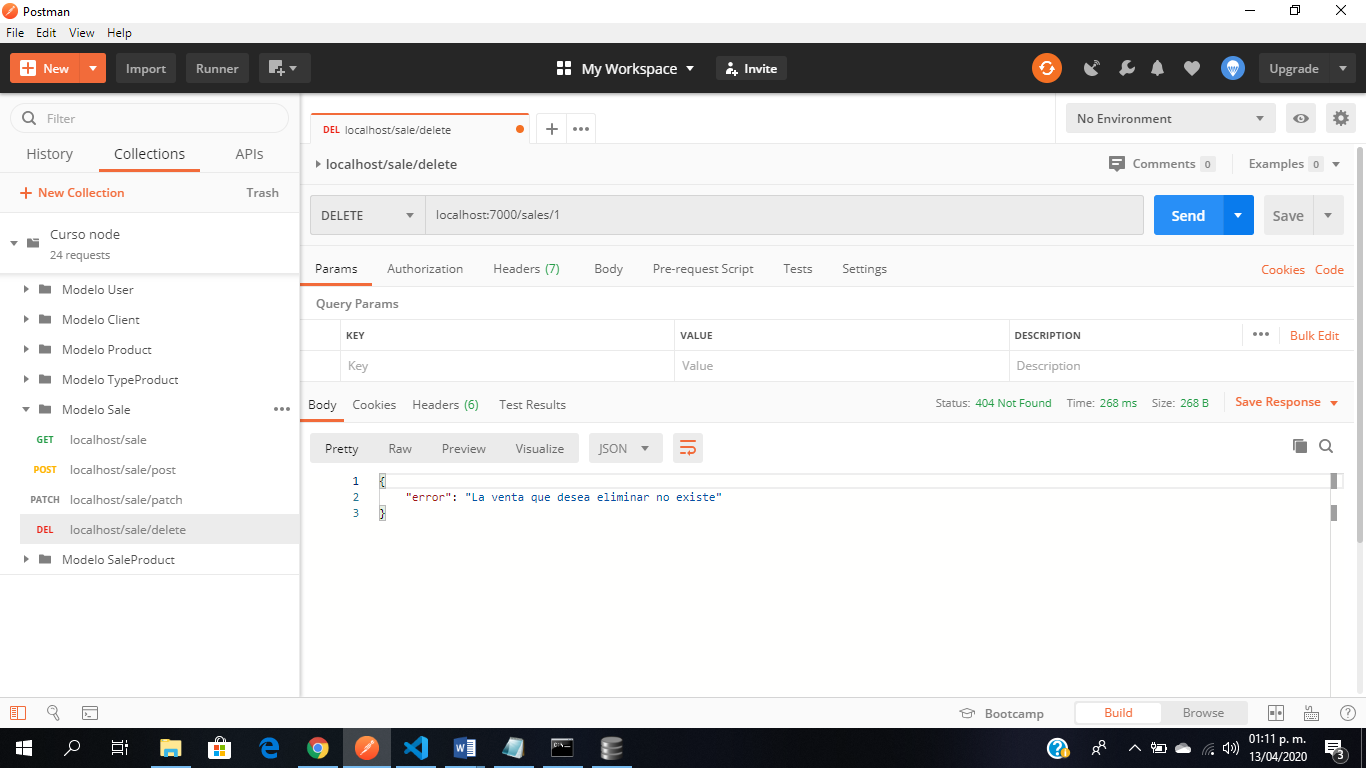 Postman
File Edit View Help
New Import Runner My Workspace Invite Upgrade
Filter
History Collections APIs
New Collection Trash
Curso node
24 requests
Modelo User
Modelo Client
Modelo Product
Modelo TypeProduct
Modelo Sale
GET localhost/sale
POST localhost/sale/post
PATCH localhost/sale/patch
DEL localhost/sale/delete
Modelo SaleProduct
DEL localhost/sale/delete
No Environment
localhost/sale/delete Comments 0 Examples 0
DELETE localhost:7000/sales/1 Send Save
Params Authorization Headers (7) Body Pre-request Script Tests Settings Cookies Code
Query Params
KEY VALUE DESCRIPTION Bulk Edit
Key Value Description
Body Cookies Headers (6) Test Results Status: 404 Not Found Time: 268 ms Size: 268 B Save Response
Pretty Raw Preview Visualize JSON
1 {
2 "error": "La venta que desea eliminar no existe"
3 }
Bootcamp Build Browse
01:11 p. m.
13/04/2020
3